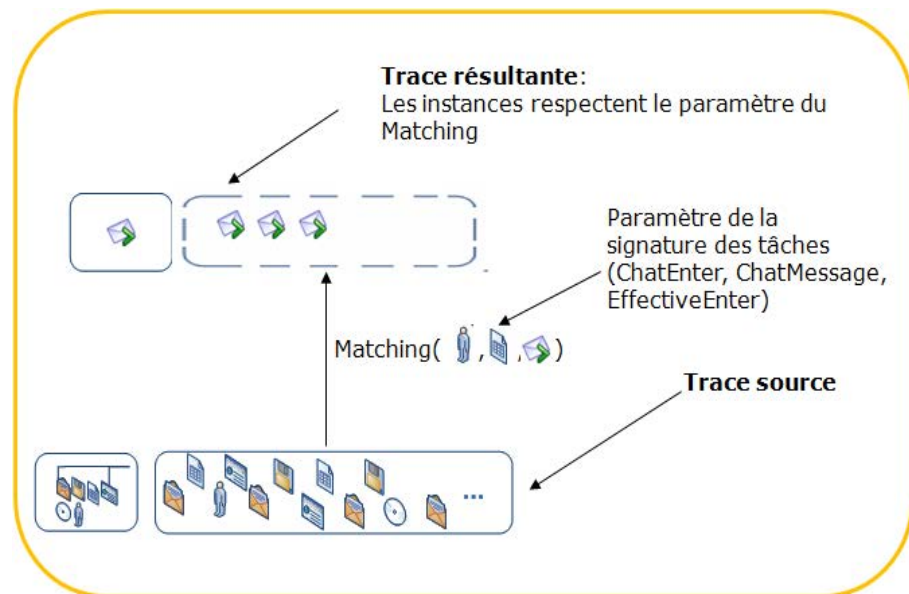 Trace résultante:
Les instances respectent le paramètre du
Matching
Paramètre de la
signature des tâches
(ChatEnter, ChatMessage,
EffectiveEnter)
Matching( , , )
Trace source
...